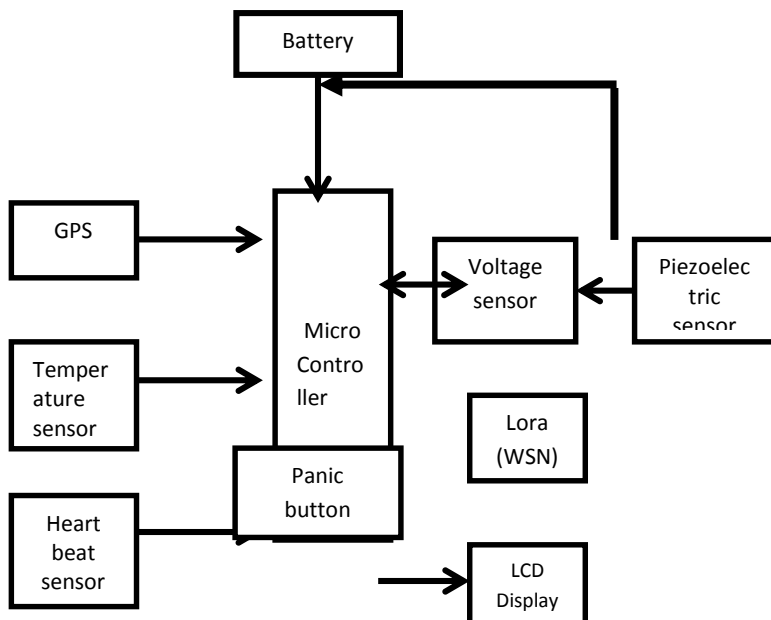 Battery
GPS
Voltage
sensor
Piezoelec
tric
sensor
Micro
Contro
ller
Temper
ature
sensor
Lora
(WSN)
Panic
button
Heart
beat
sensor
LCD
Display